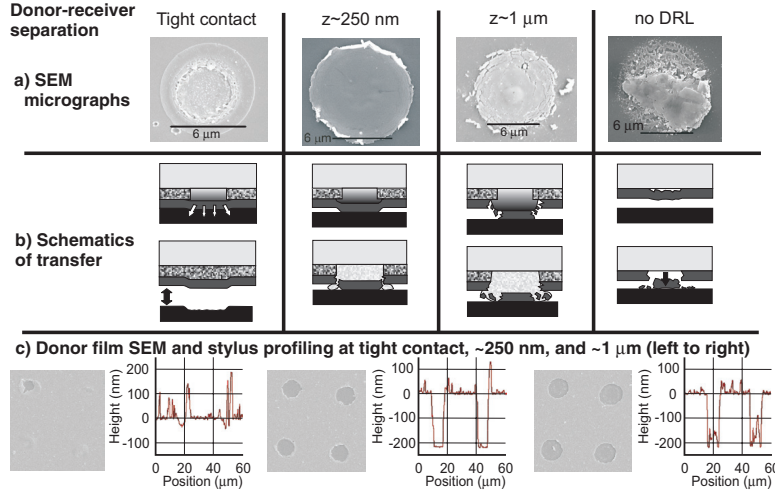 Donor-receiver
separation
Tight contact
z~250 nm
z~1 μm
no DRL
a) SEM
micrographs
6 μm
6 μm
6 μm
6 μm
b) Schematics
of transfer
c) Donor film SEM and stylus profiling at tight contact, ~250 nm, and ~1 μm (left to right)
Height (nm)
200
100
0
-100
0 20 40 60
Position (μm)
Height (nm)
100
0
-100
-200
0 20 40 60
Position (μm)
Height (nm)
100
0
-100
-200
0 20 40 60
Position (μm)